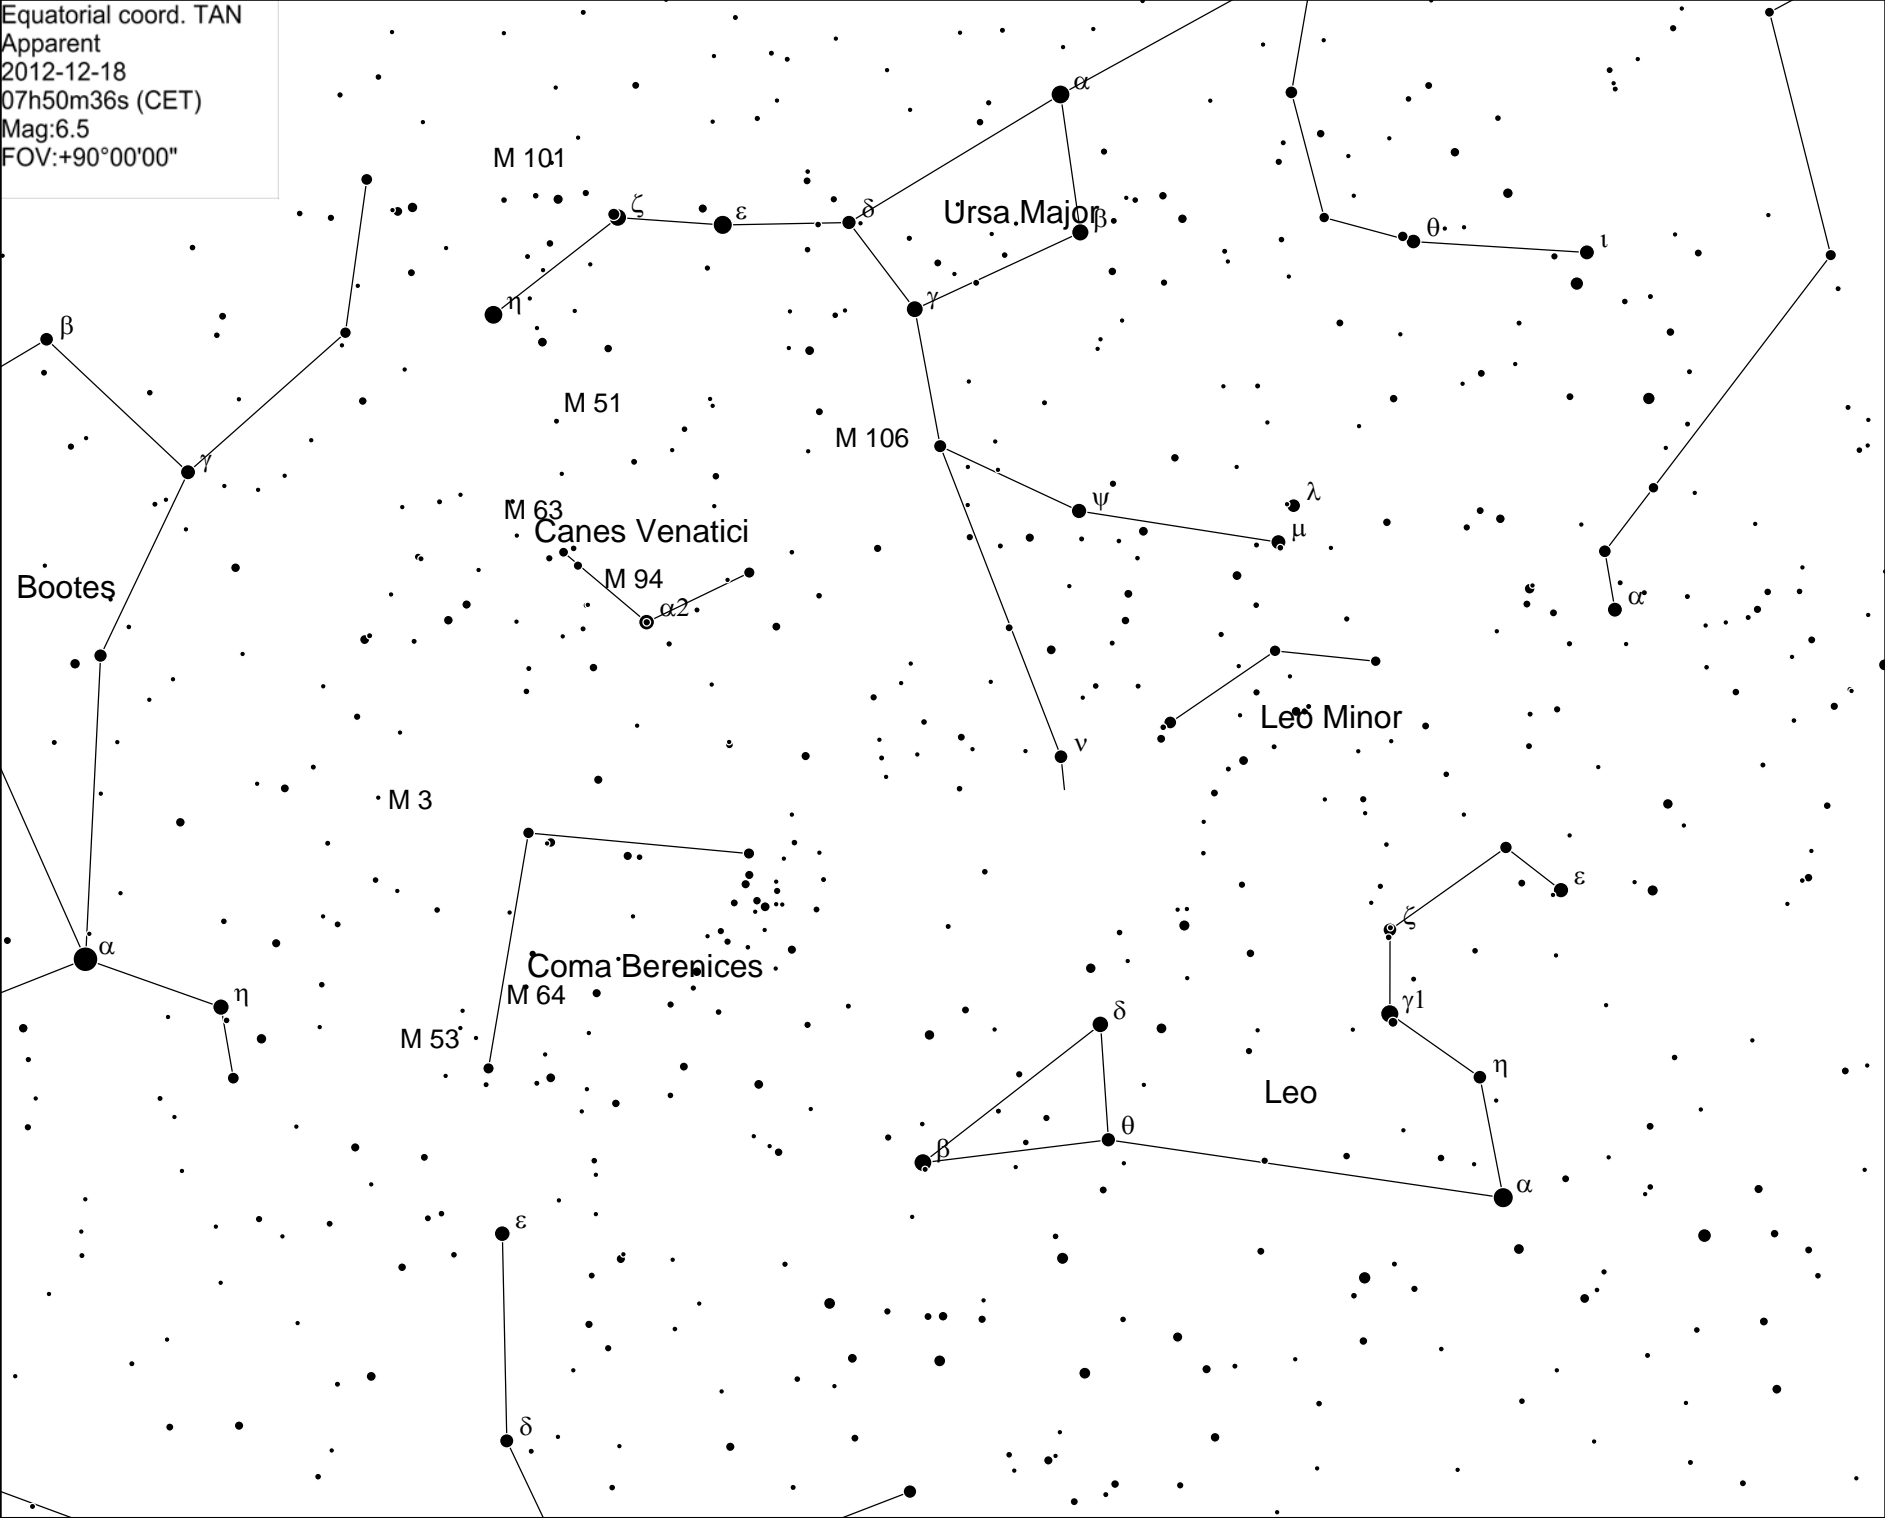 Equatorial coord. TAN
Apparent
2012-12-18
07h50m36s (CET)
Mag:6.5
FOV:+90°00'00"
α
M 101
ζ
ε
δ
Ursa Major
β
θ
ι
η
γ
β
M 51
M 106
γ
ψ
λ
M 63
Canes Venatici
μ
M 94
Bootes
α2
α
Leo Minor
ν
M 3
ε
ζ
α
Coma Berenices
M 64
η
γ1
δ
M 53
η
Leo
θ
β
α
ε
δ